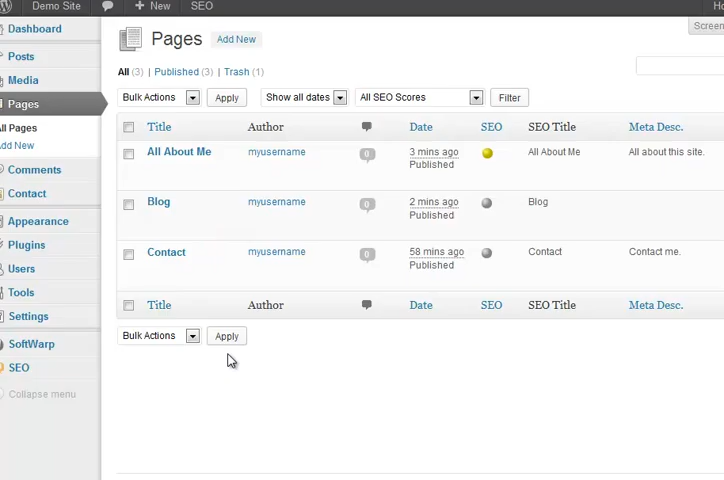 Demo Site + New SEO Ho
Dashboard
Posts
Media
Pages
All Pages
Add New
Comments
Contact
Appearance
Plugins
Users
Tools
Settings
SoftWarp
SEO
Collapse menu
Screen
Pages Add New
All (3) | Published (3) | Trash (1)
Bulk Actions Apply Show all dates All SEO Scores Filter
Title Author Date SEO SEO Title Meta Desc.
All About Me myusername 0 3 mins ago All About Me All about this site.
Published
Blog myusername 0 2 mins ago Blog
Published
Contact myusername 0 58 mins ago Contact Contact me.
Published
Title Author Date SEO SEO Title Meta Desc.
Bulk Actions Apply